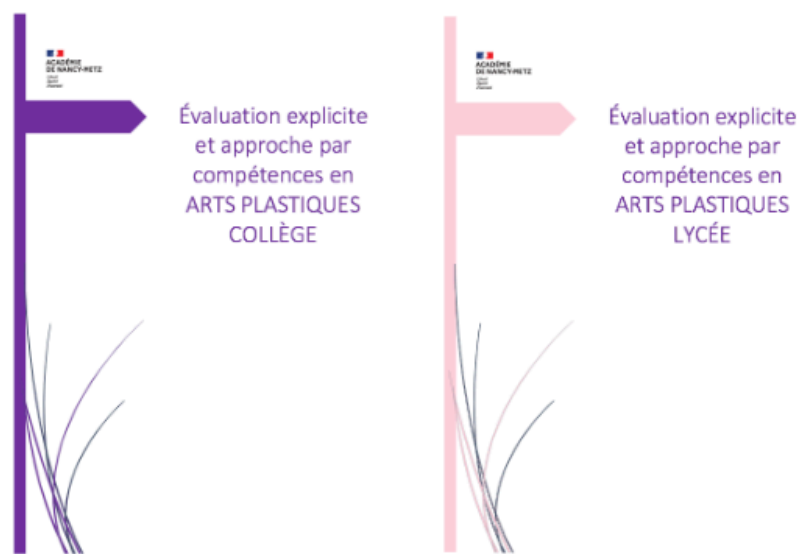 ACADÉMIE
DE NANCY-METZ
Évaluation explicite
et approche par
compétences en
ARTS PLASTIQUES
COLLÈGE
ACADÉMIE
DE NANCY-METZ
Évaluation explicite
et approche par
compétences en
ARTS PLASTIQUES
LYCÉE